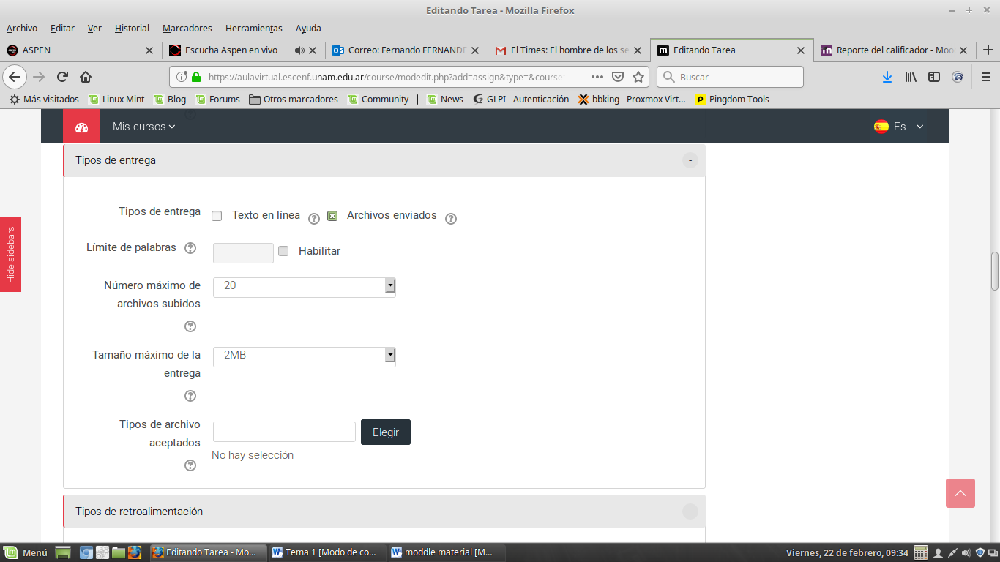 Editando Tarea - Mozilla Firefox
Archivo Editar Ver Historial Marcadores Herramientas Ayuda
ASPEN
Escucha Aspen en vivo
Correo: Fernando FERNANDE
El Times: El hombre de los se
Editando Tarea
Reporte del calificador - Moo
https://aulavirtual.escenf.unam.edu.ar/course/modedit.php?add=assign&type=&course
Buscar
Más visitados Linux Mint Blog Forums Otros marcadores Community | News GLPI - Autenticación bbking - Proxmox Virt... Pingdom Tools
Mis cursos
Es
Tipos de entrega
-
Hide sidebars
Tipos de entrega
Texto en línea ? Archivos enviados ?
Límite de palabras ?
Habilitar
Número máximo de
archivos subidos
?
20
Tamaño máximo de la
entrega
?
2MB
Tipos de archivo
aceptados
?
Elegir
No hay selección
Tipos de retroalimentación
-
Menú
Editando Tarea - Mo...
Tema 1 [Modo de co...
moddle material [M...
Viernes, 22 de febrero, 09:34